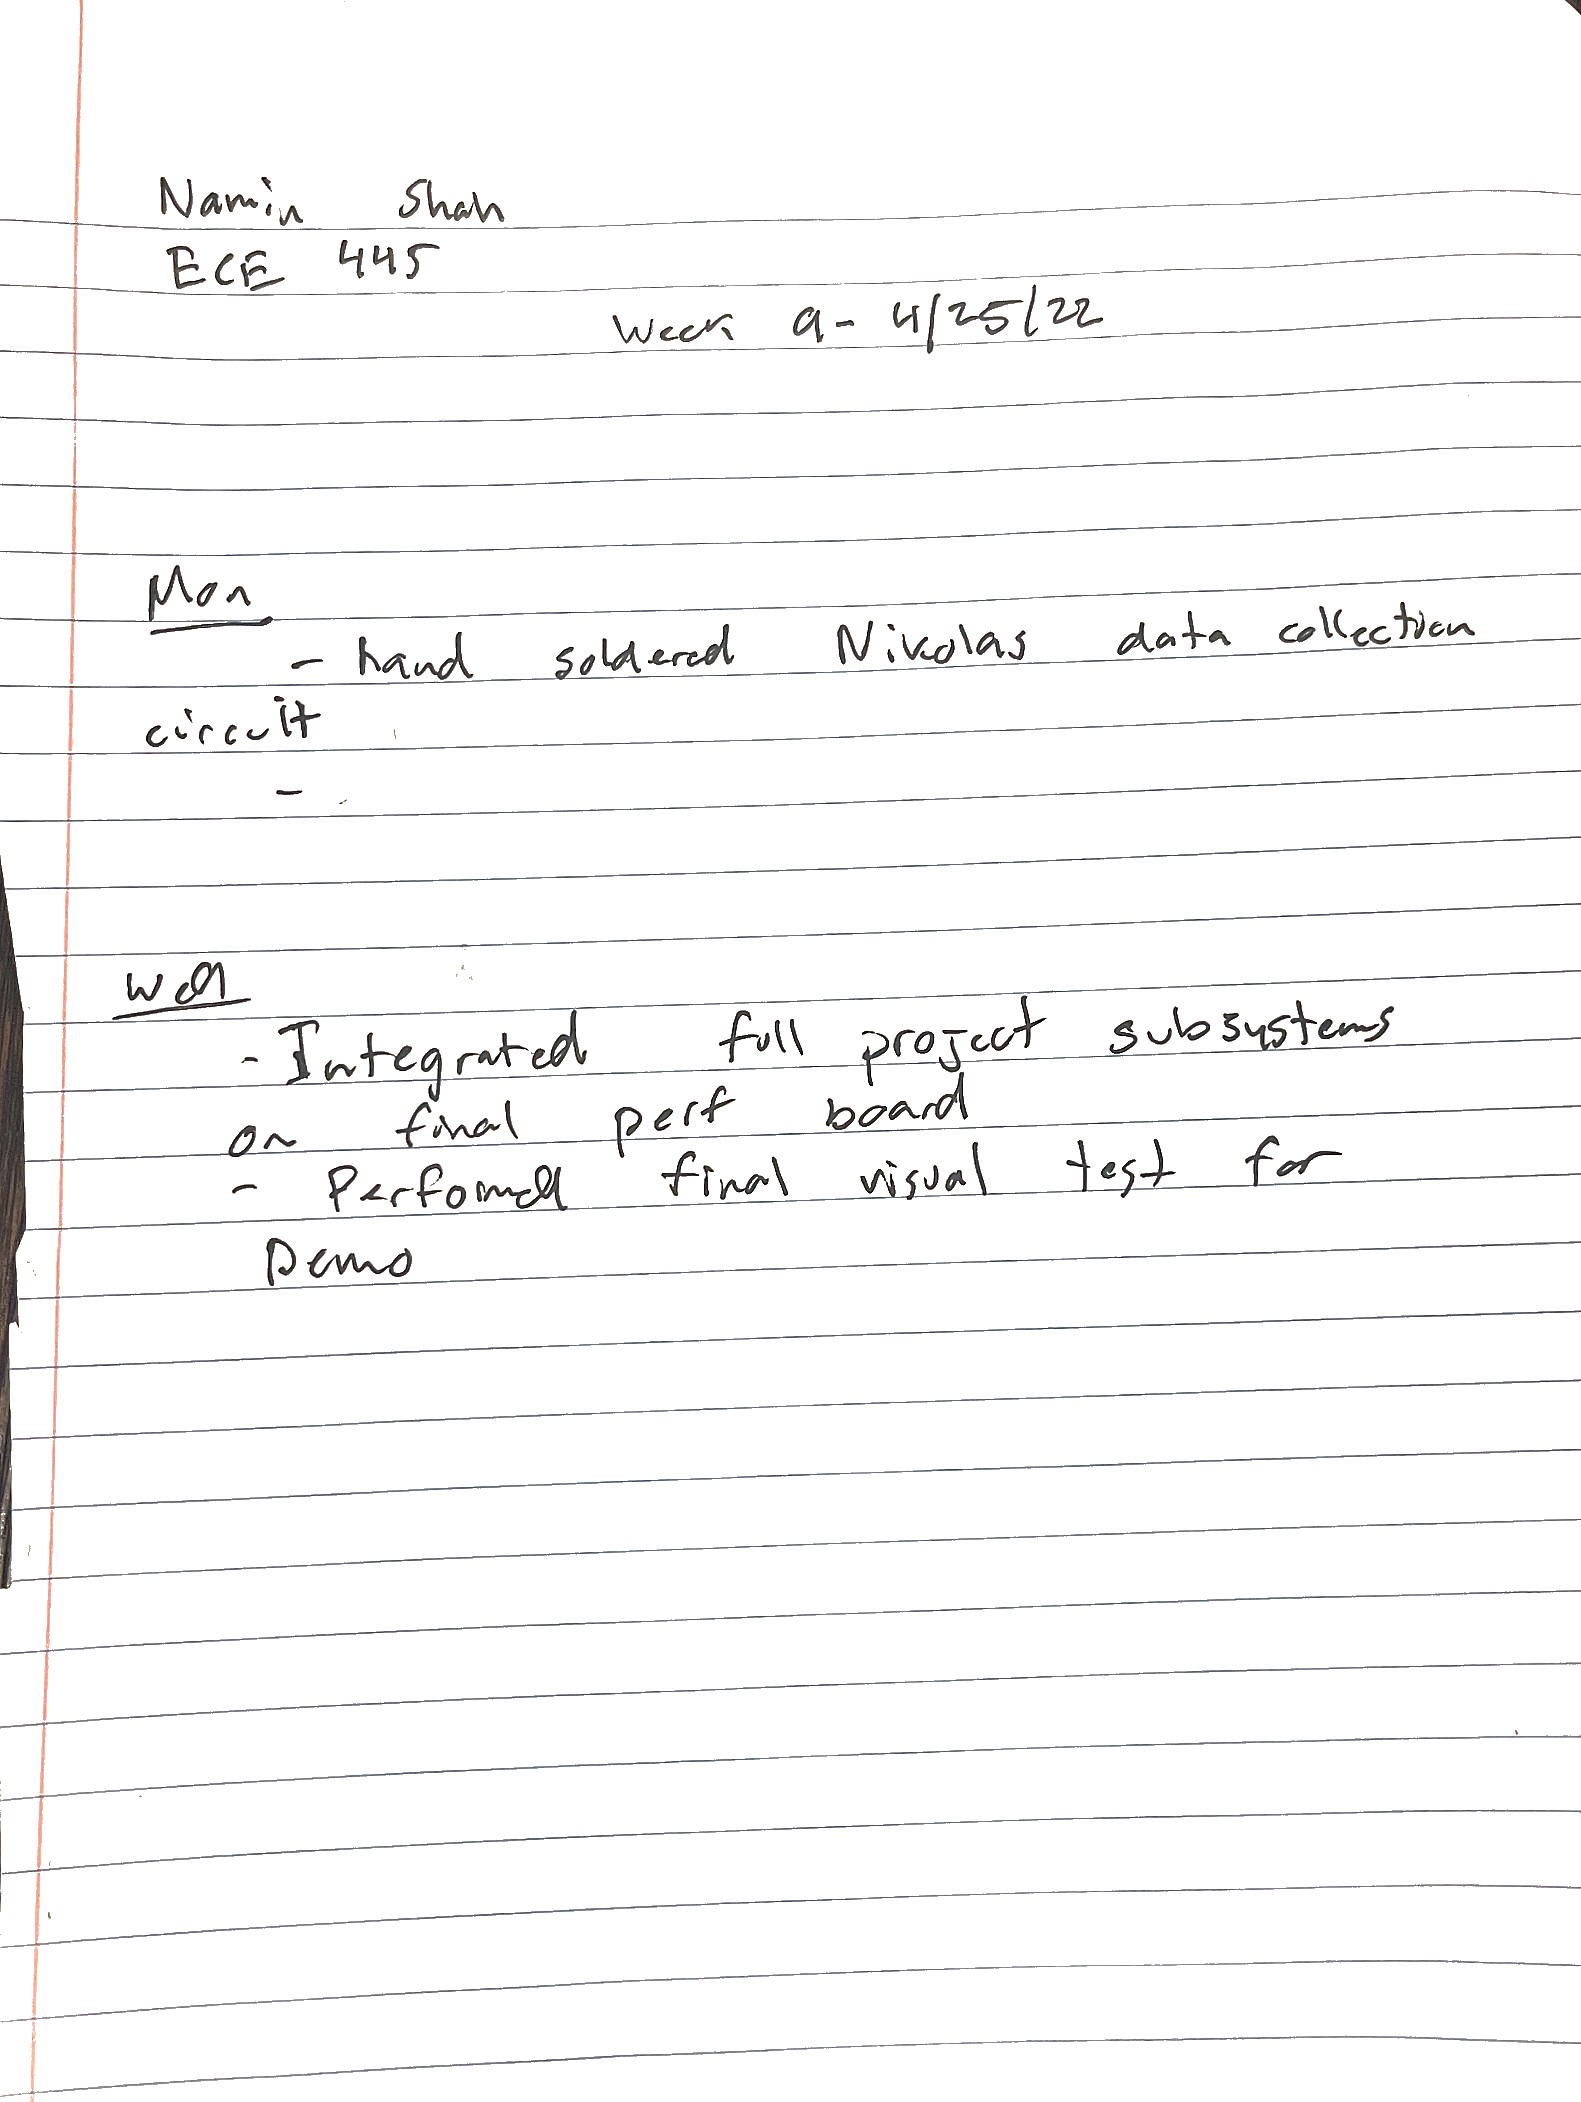 Namin Shah
ECE 445
Week 9 - 4/25/22
Mon
- hand soldered Nikolas data collection
circuit
-
Wed
- Integrated full project subsystems
on final perf board
- Perfomed final visual test for
Demo